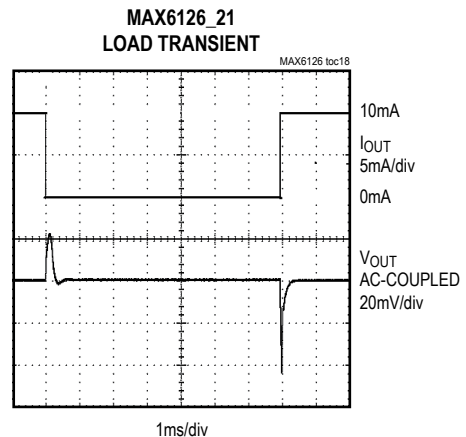 MAX6126_21
LOAD TRANSIENT
MAX6126 toc18
10mA
IOUT
5mA/div
0mA
VOUT
AC-COUPLED
20mV/div
1ms/div